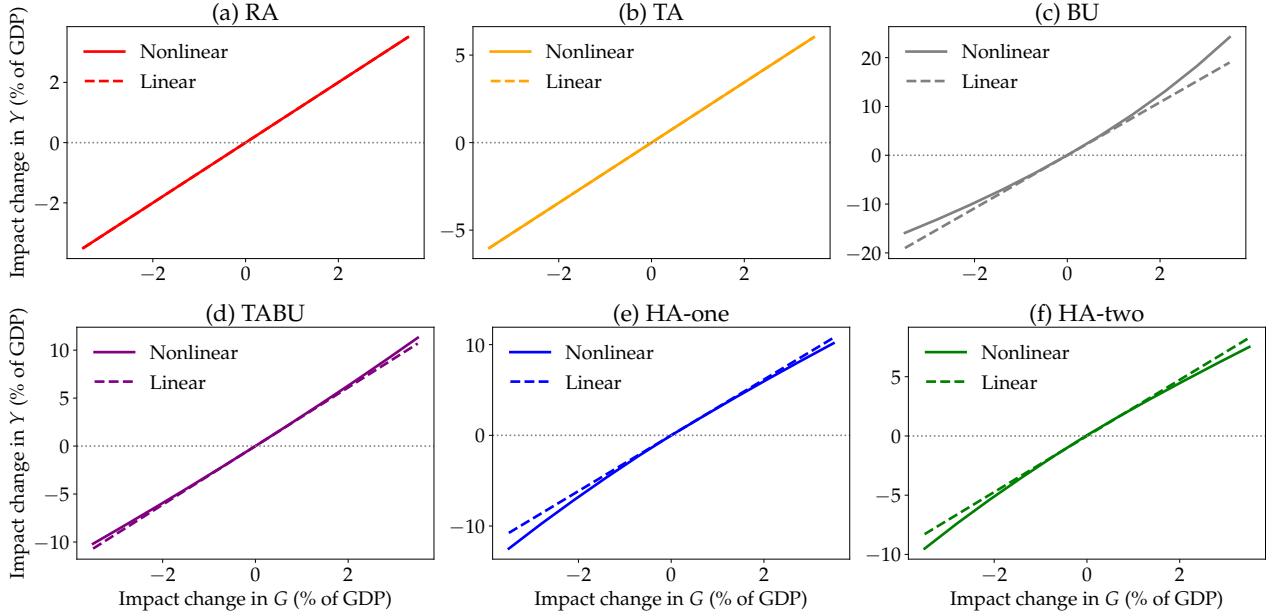 (a) RA
Impact change in Y (% of GDP)
2
0
−2
Nonlinear
Linear
−2
0
2
(b) TA
5
0
−5
Nonlinear
Linear
−2
0
2
(c) BU
20
10
0
−10
−20
Nonlinear
Linear
−2
0
2
(d) TABU
Impact change in Y (% of GDP)
10
5
0
−5
−10
Nonlinear
Linear
−2
0
2
Impact change in G (% of GDP)
(e) HA-one
10
0
−10
Nonlinear
Linear
−2
0
2
Impact change in G (% of GDP)
(f) HA-two
5
0
−5
−10
Nonlinear
Linear
−2
0
2
Impact change in G (% of GDP)